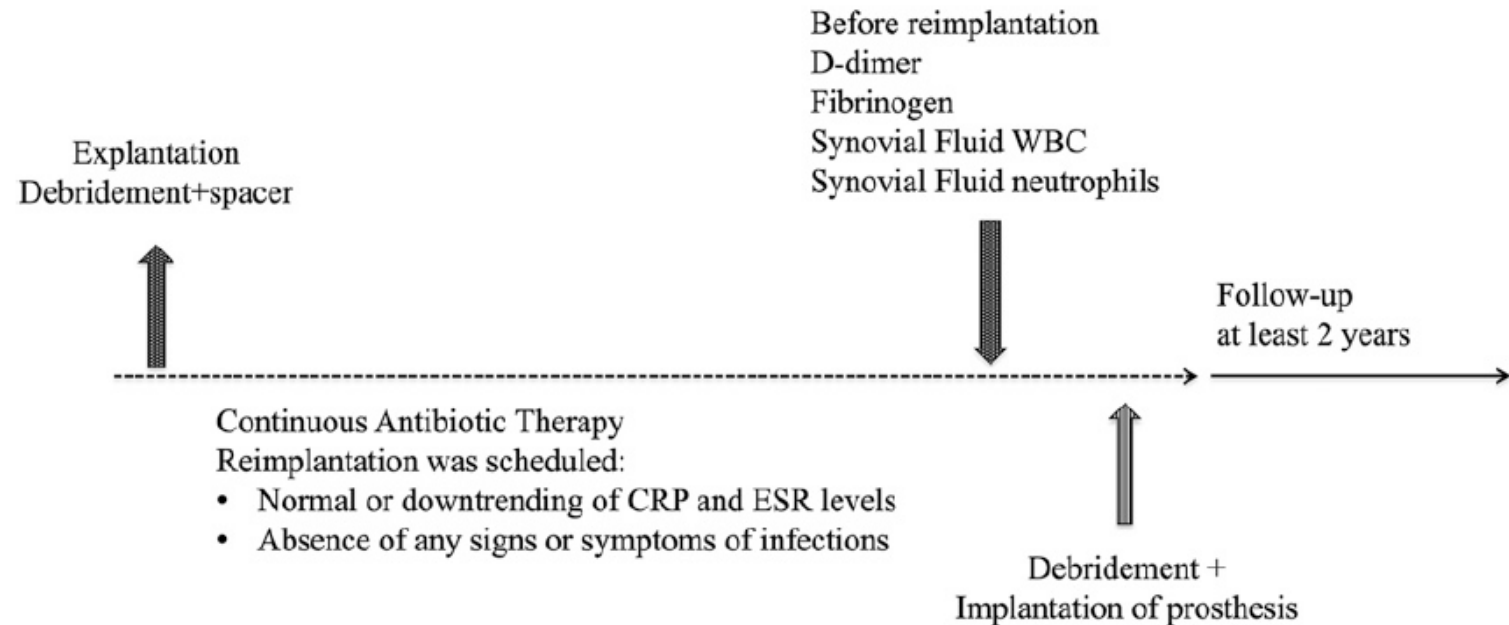 Explantation
Debridement+spacer
Before reimplantation
D-dimer
Fibrinogen
Synovial Fluid WBC
Synovial Fluid neutrophils
Follow-up
at least 2 years
Continuous Antibiotic Therapy
Reimplantation was scheduled:
• Normal or downtrending of CRP and ESR levels
• Absence of any signs or symptoms of infections
Debridement +
Implantation of prosthesis